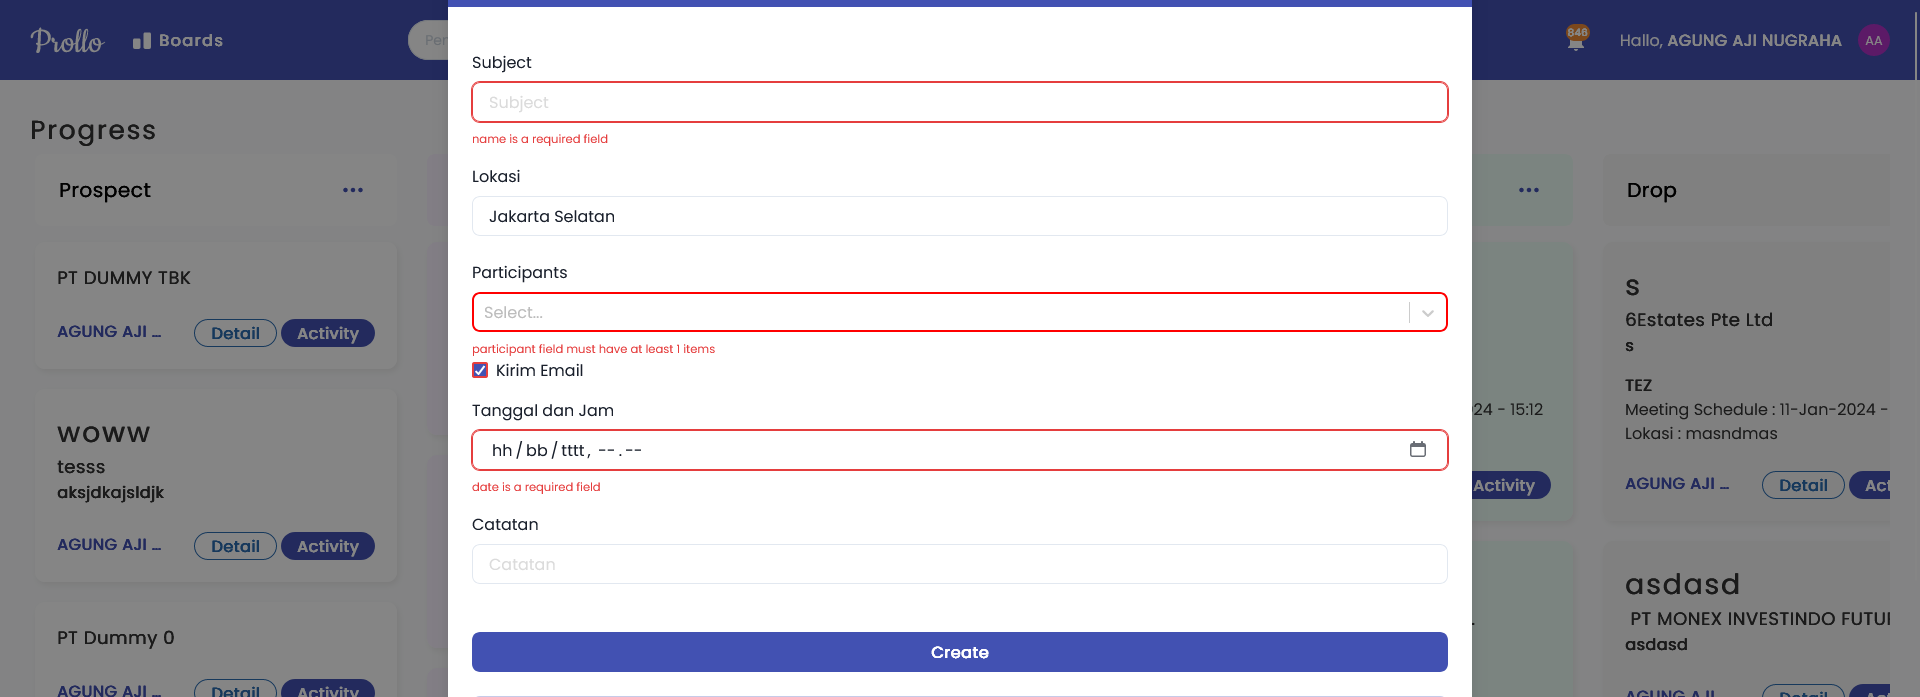 Prollo
Boards
Pen
846
Hallo, AGUNG AJI NUGRAHA
AA
Progress
Prospect
PT DUMMY TBK
AGUNG AJI ...
Detail
Activity
woww
tesss
aksjdkajsldjk
AGUNG AJI ...
Detail
Activity
PT Dummy 0
AGUNG AJI ...
Detail
Activity
Subject
Subject
name is a required field
Lokasi
Jakarta Selatan
Participants
Select...
participant field must have at least 1 items
Kirim Email
Tanggal dan Jam
hh/bb/tttt, --.--
date is a required field
Catatan
Catatan
Create
24 - 15:12
Activity
Drop
S
6Estates Pte Ltd
s
TEZ
Meeting Schedule : 11-Jan-2024 -
Lokasi : masndmas
AGUNG AJI ...
Detail
Act
asdasd
PT MONEX INVESTINDO FUTU
asdasd
AGUNG AJI
Detail
Act